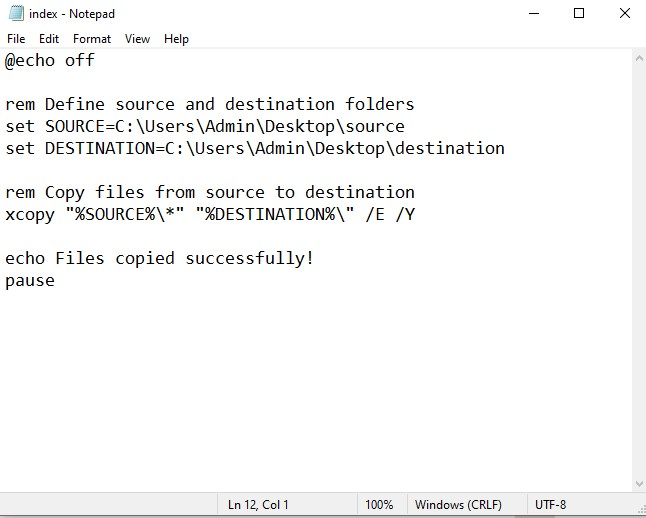 index - Notepad
File Edit Format View Help
@echo off

rem Define source and destination folders
set SOURCE=C:\Users\Admin\Desktop\source
set DESTINATION=C:\Users\Admin\Desktop\destination

rem Copy files from source to destination
xcopy "%SOURCE%\*" "%DESTINATION%\" /E /Y

echo Files copied successfully!
pause
Ln 12, Col 1 100% Windows (CRLF) UTF-8